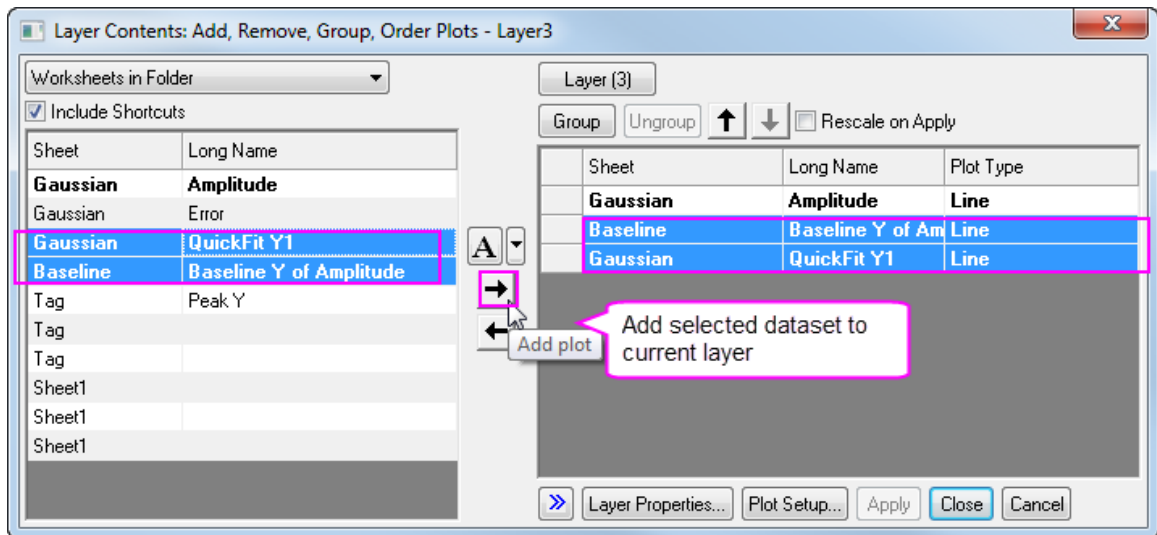 Layer Contents: Add, Remove, Group, Order Plots - Layer3
Worksheets in Folder
Include Shortcuts
Sheet Long Name
Gaussian Amplitude
Gaussian Error
Gaussian QuickFit Y1
Baseline Baseline Y of Amplitude
Tag Peak Y
Tag
Tag
Sheet1
Sheet1
Sheet1
A
Add plot
Add selected dataset to
current layer
Layer (3)
Group Ungroup Rescale on Apply
Sheet Long Name Plot Type
Gaussian Amplitude Line
Baseline Baseline Y of Am Line
Gaussian QuickFit Y1 Line
Layer Properties... Plot Setup... Apply Close Cancel